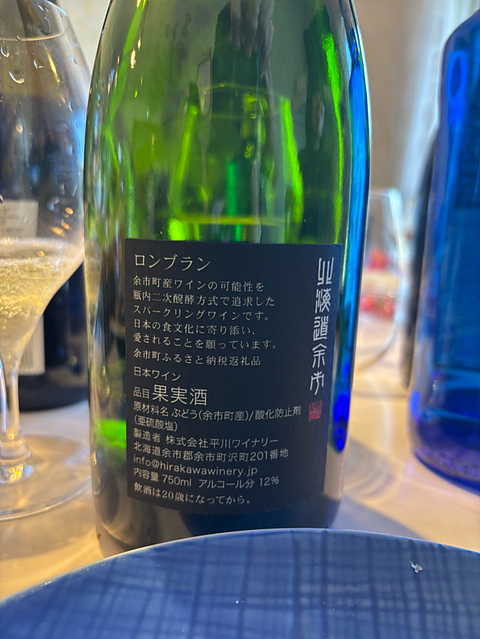 ロンブラン
余市町産ワインの可能性を
瓶内二次醗酵方式で追求した
スパークリングワインです。
日本の食文化に寄り添い、
愛されることを願っています。
余市町ふるさと納税返礼品
日本ワイン
品目 果実酒
原材料名 ぶどう(余市町産)/酸化防止剤
(亜硫酸塩)
製造者 株式会社平川ワイナリー
北海道余市郡余市町沢町201番地
info@hirakawawinery.jp
内容量 750ml アルコール分 12%
飲酒は20歳になってから。
北海道余市